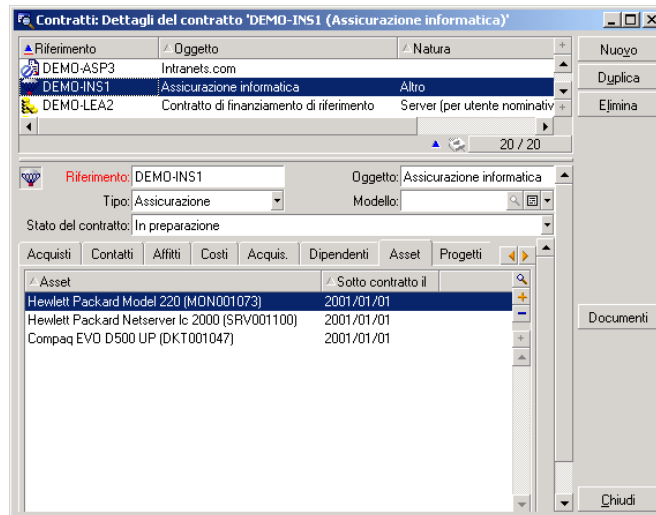 Contratti: Dettagli del contratto 'DEMO-INS1 (Assicurazione informatica)'
Riferimento Oggetto Natura
DEMO-ASP3 Intranets.com
DEMO-INS1 Assicurazione informatica Altro
DEMO-LEA2 Contratto di finanziamento di riferimento Server (per utente nominativ
20 / 20
Nuovo
Duplica
Elimina
Riferimento: DEMO-INS1 Oggetto: Assicurazione informatica
Tipo: Assicurazione Modello:
Stato del contratto: In preparazione
Acquisti Contatti Affitti Costi Acquis. Dipendenti Asset Progetti
Asset Sotto contratto il
Hewlett Packard Model 220 (MON001073) 2001/01/01
Hewlett Packard Netserver lc 2000 (SRV001100) 2001/01/01
Compaq EVO D500 UP (DKT001047) 2001/01/01
Documenti
Chiudi